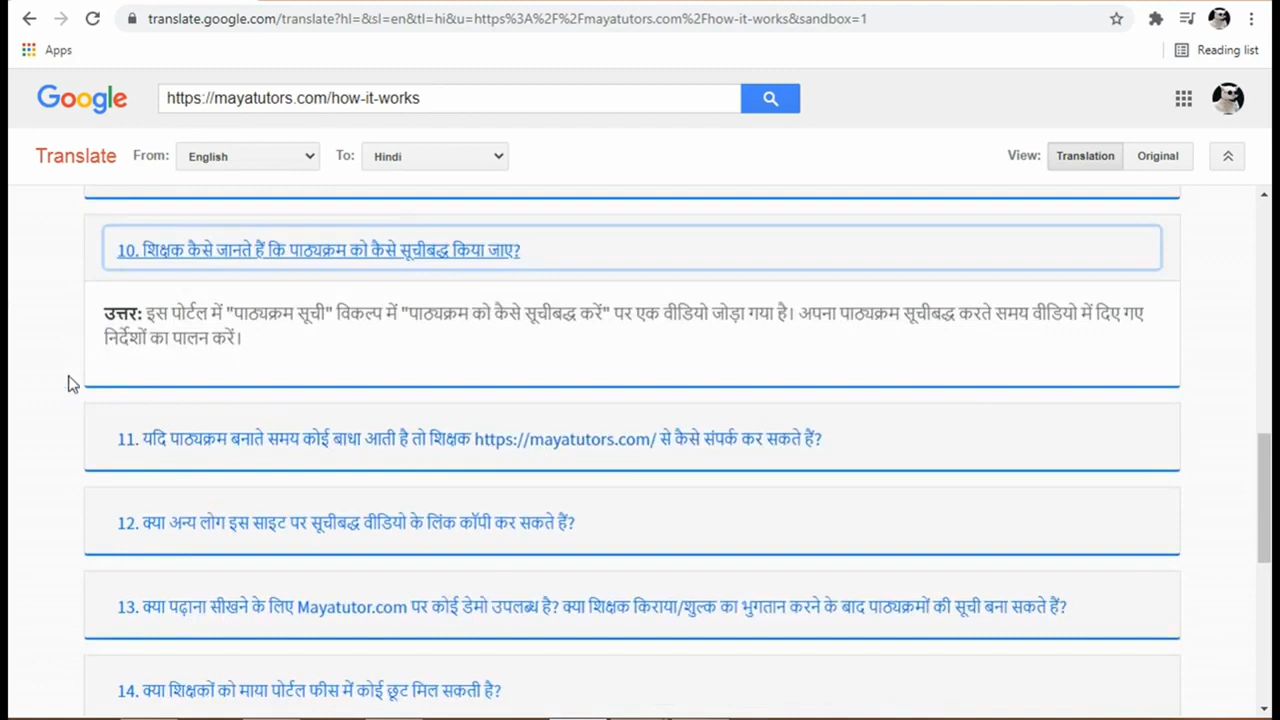 translate.google.com/translate?hl=&sl=en&tl=hi&u=https%3A%2F%2Fmayatutors.com%2Fhow-it-works&sandbox=1
Apps
Reading list
Google
https://mayatutors.com/how-it-works
Translate From: English To: Hindi View: Translation Original
10. शिक्षक कैसे जानते हैं कि पाठ्यक्रम को कैसे सूचीबद्ध किया जाए?
उत्तर: इस पोर्टल में "पाठ्यक्रम सूची" विकल्प में "पाठ्यक्रम को कैसे सूचीबद्ध करें" पर एक वीडियो जोड़ा गया है। अपना पाठ्यक्रम सूचीबद्ध करते समय वीडियो में दिए गए
निर्देशों का पालन करें।
11. यदि पाठ्यक्रम बनाते समय कोई बाधा आती है तो शिक्षक https://mayatutors.com/ से कैसे संपर्क कर सकते हैं?
12. क्या अन्य लोग इस साइट पर सूचीबद्ध वीडियो के लिंक कॉपी कर सकते हैं?
13. क्या पढ़ाना सीखने के लिए Mayatutor.com पर कोई डेमो उपलब्ध है? क्या शिक्षक किराया/शुल्क का भुगतान करने के बाद पाठ्यक्रमों की सूची बना सकते हैं?
14. क्या शिक्षकों को माया पोर्टल फीस में कोई छूट मिल सकती है?